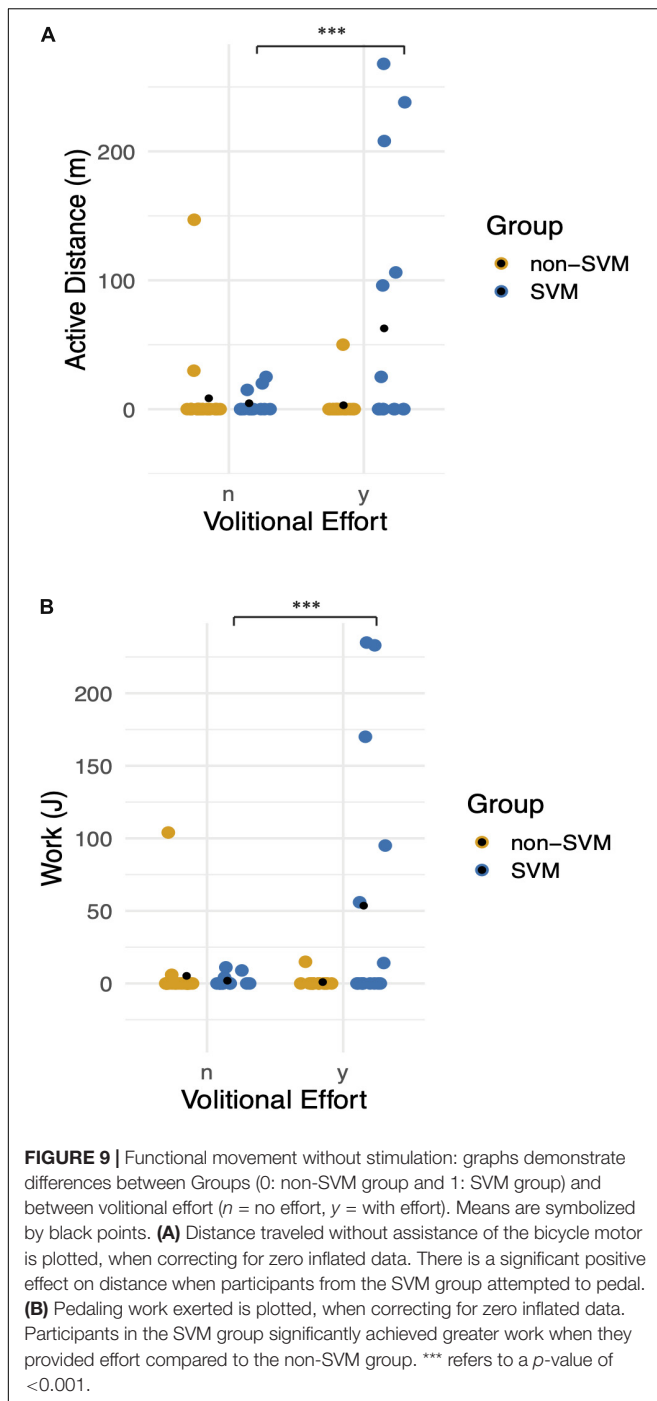 A
***
200
100
0
Active Distance (m)
n
y
Volitional Effort
Group
non-SVM
SVM
B
***
200
150
100
50
0
Work (J)
n
y
Volitional Effort
Group
non-SVM
SVM
FIGURE 9 | Functional movement without stimulation: graphs demonstrate
differences between Groups (0: non-SVM group and 1: SVM group) and
between volitional effort (n = no effort, y = with effort). Means are symbolized
by black points. (A) Distance traveled without assistance of the bicycle motor
is plotted, when correcting for zero inflated data. There is a significant positive
effect on distance when participants from the SVM group attempted to pedal.
(B) Pedaling work exerted is plotted, when correcting for zero inflated data.
Participants in the SVM group significantly achieved greater work when they
provided effort compared to the non-SVM group. *** refers to a p-value of
<0.001.